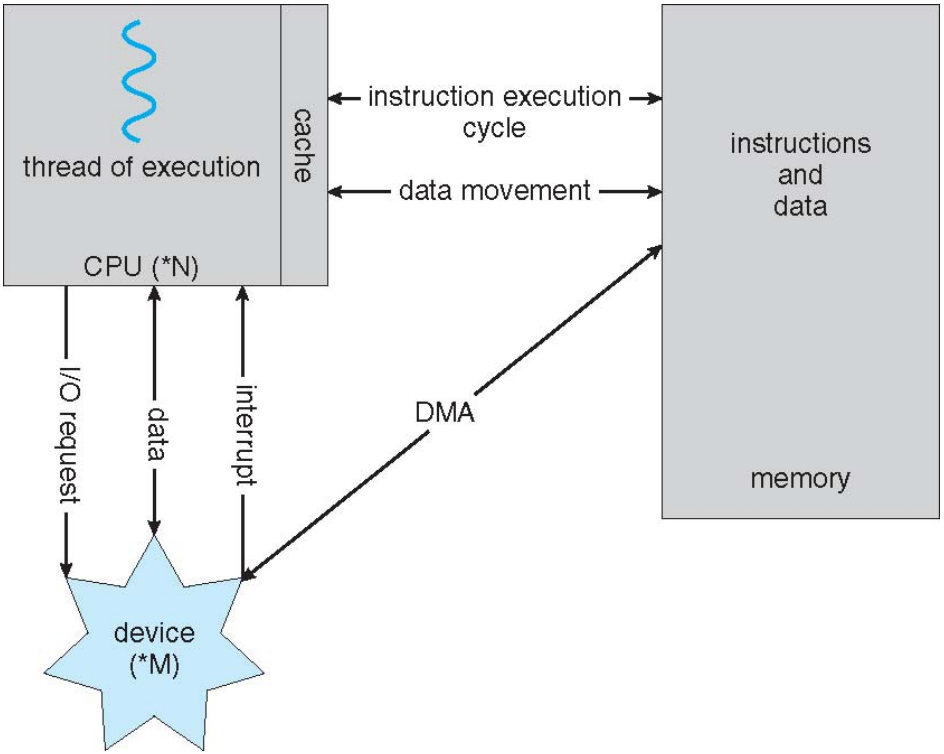 thread of execution
cache
CPU (*N)
instruction execution
cycle
data movement
instructions
and
data
memory
I/O request
data
interrupt
DMA
device
(*M)